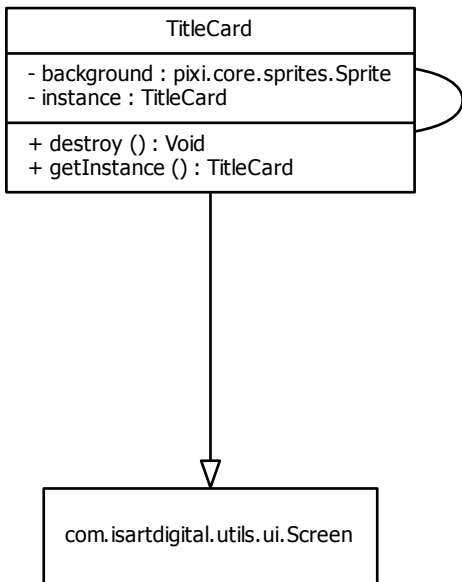 TitleCard
- background : pixi.core.sprites.Sprite
- instance : TitleCard
+ destroy () : Void
+ getInstance () : TitleCard
com.isartdigital.utils.ui.Screen